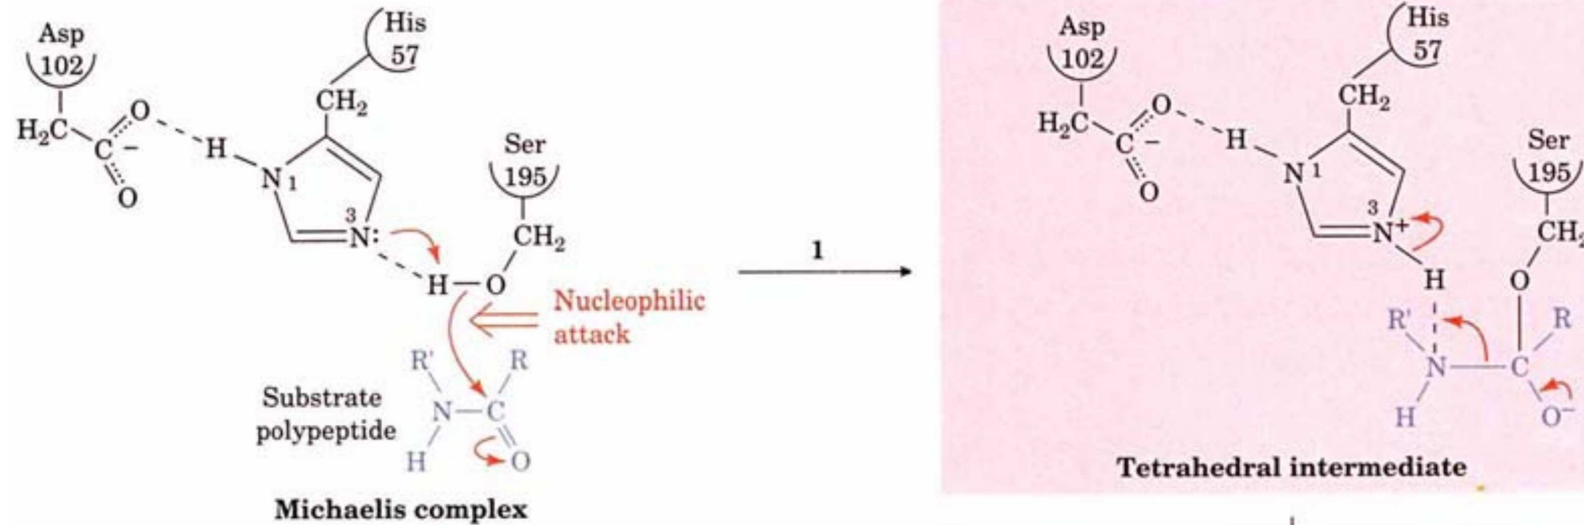 Asp
102
His
57
CH₂
H₂C
C
O
−
O
H
N
1
3
N:
Ser
195
CH₂
H—O
Nucleophilic
attack
R'
R
Substrate
polypeptide
N—C
H
O
Michaelis complex
1
Asp
102
His
57
CH₂
H₂C
C
O
−
O
H
N
1
3
N+
H
Ser
195
CH₂
O
R'
R
N
C
H
O−
Tetrahedral intermediate